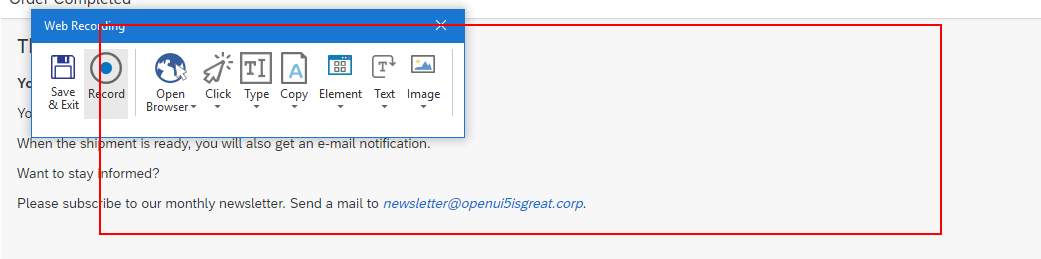 Order Completed
Web Recording
Th
Save
& Exit
Record
Open
Browser
Click
Type
Copy
Element
Text
Image
Yo
Yo
When the shipment is ready, you will also get an e-mail notification.
Want to stay informed?
Please subscribe to our monthly newsletter. Send a mail to newsletter@openui5isgreat.corp.